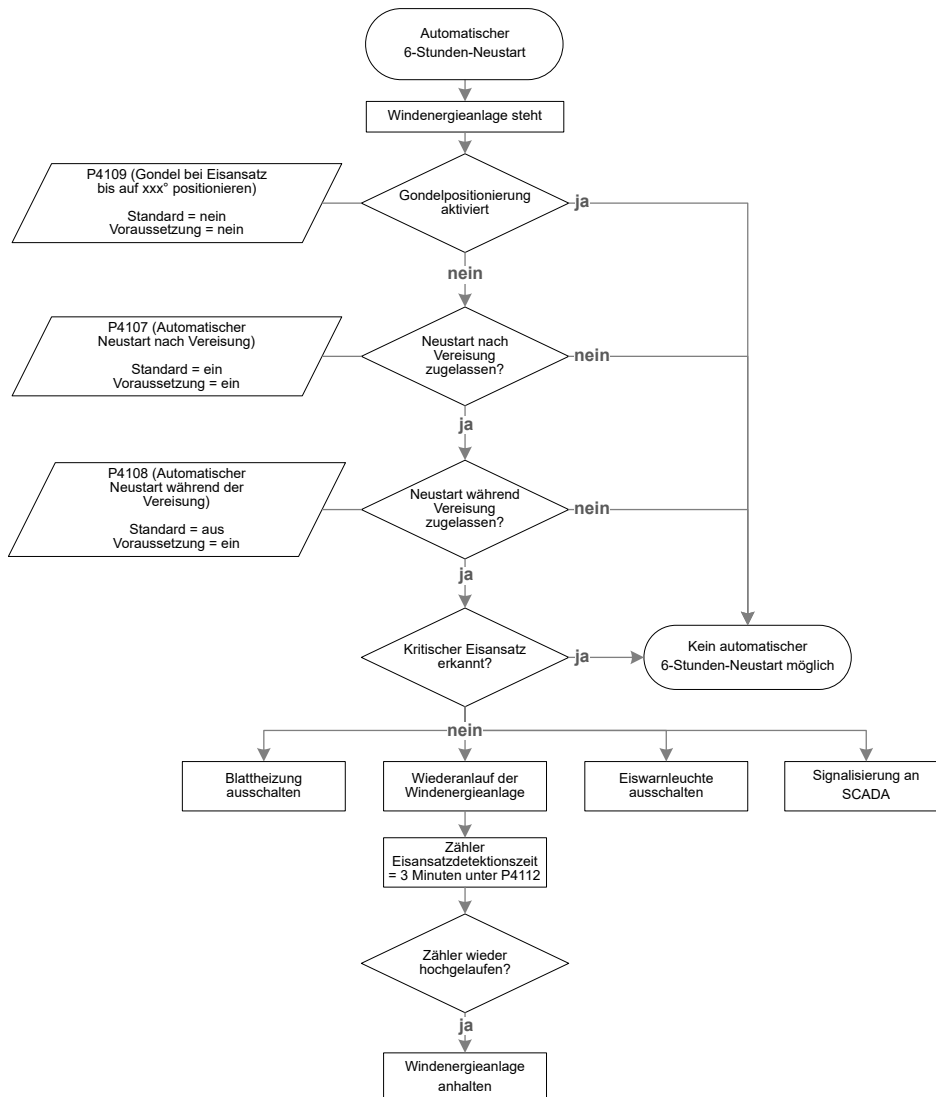 Automatischer
6-Stunden-Neustart
Windenergieanlage steht
P4109 (Gondel bei Eisansatz
bis auf xxx° positionieren)
Standard = nein
Voraussetzung = nein
Gondelpositionierung
aktiviert
ja
nein
P4107 (Automatischer
Neustart nach Vereisung)
Standard = ein
Voraussetzung = ein
Neustart nach
Vereisung
zugelassen?
nein
ja
P4108 (Automatischer
Neustart während der
Vereisung)
Standard = aus
Voraussetzung = ein
Neustart während
Vereisung
zugelassen?
nein
ja
Kritischer Eisansatz
erkannt?
ja
Kein automatischer
6-Stunden-Neustart möglich
nein
Blattheizung
ausschalten
Wiederanlauf der
Windenergieanlage
Eiswarnleuchte
ausschalten
Signalisierung an
SCADA
Zähler
Eisansatzdetektionszeit
= 3 Minuten unter P4112
Zähler wieder
hochgelaufen?
ja
Windenergieanlage
anhalten